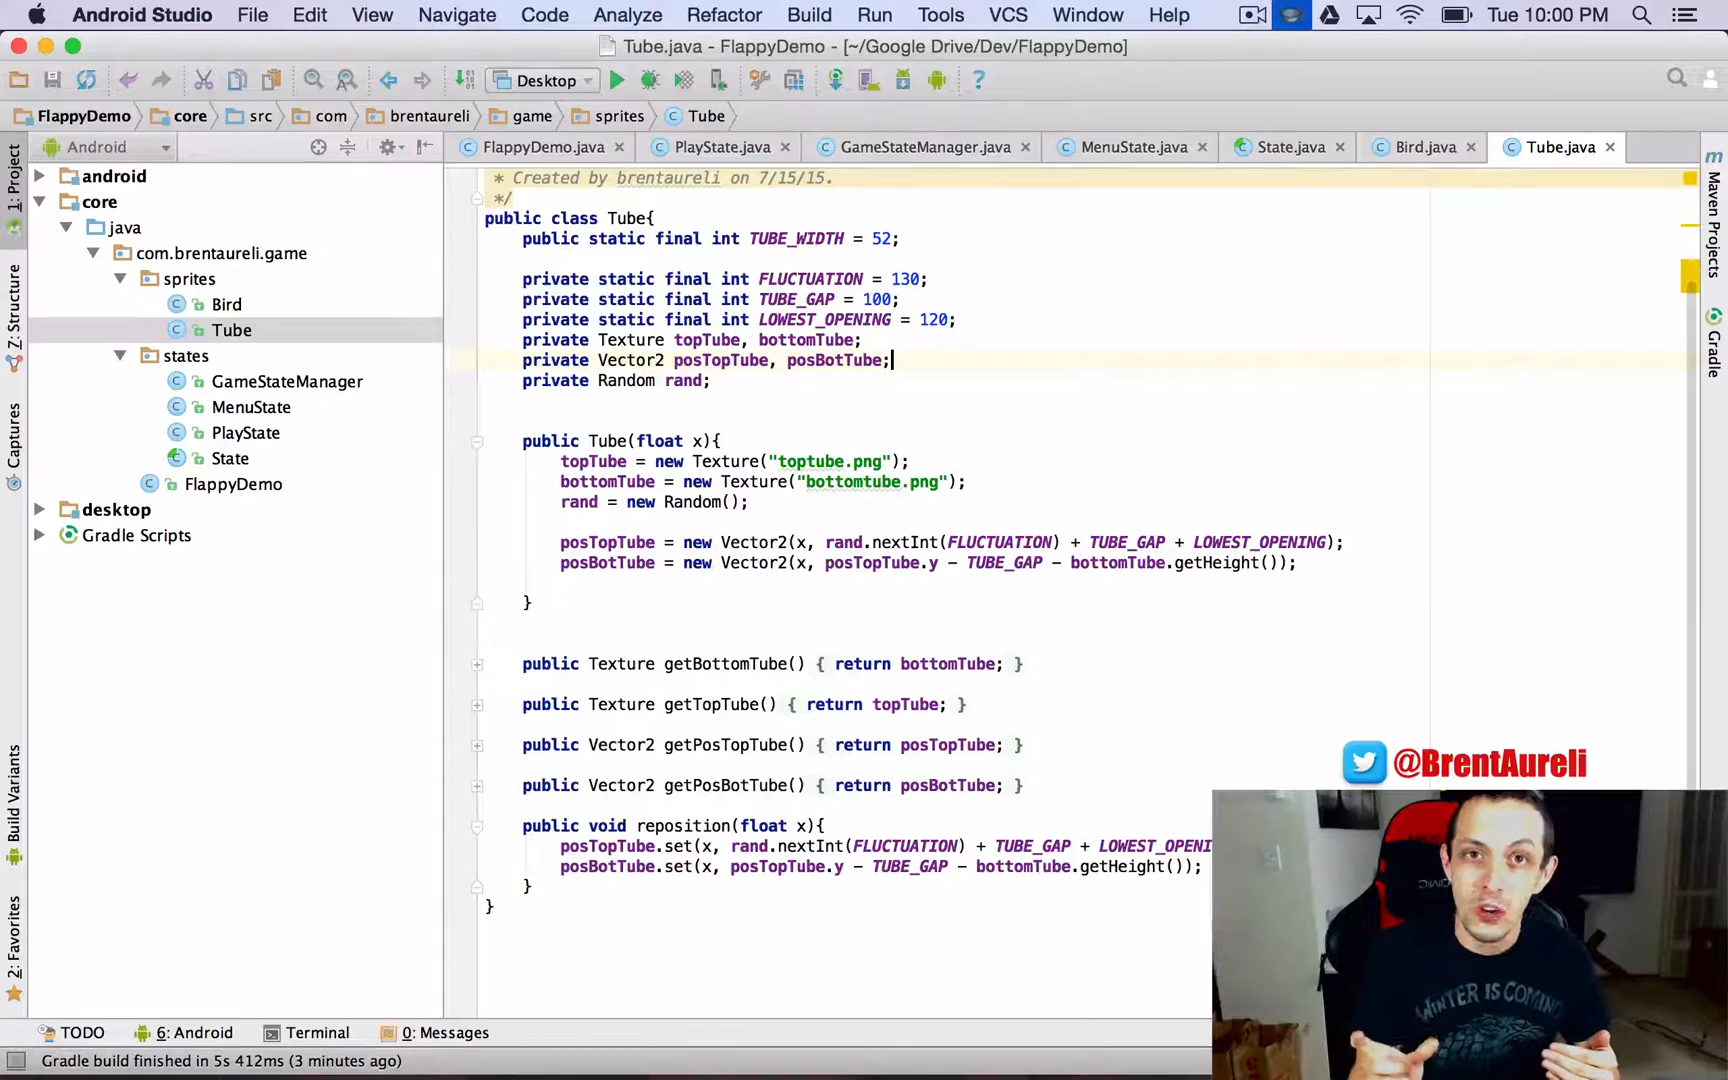 Android Studio File Edit View Navigate Code Analyze Refactor Build Run Tools VCS Window Help Tue 10:00 PM
Tube.java - FlappyDemo - [~/Google Drive/Dev/FlappyDemo]
Desktop
FlappyDemo core src com brentaureli game sprites Tube
Android
FlappyDemo.java PlayState.java GameStateManager.java MenuState.java State.java Bird.java Tube.java
1: Project
Z: Structure
Captures
Build Variants
2: Favorites
android
core
java
com.brentaureli.game
sprites
Bird
Tube
states
GameStateManager
MenuState
PlayState
State
FlappyDemo
desktop
Gradle Scripts
* Created by brentaureli on 7/15/15.
*/
public class Tube{
public static final int TUBE_WIDTH = 52;
private static final int FLUCTUATION = 130;
private static final int TUBE_GAP = 100;
private static final int LOWEST_OPENING = 120;
private Texture topTube, bottomTube;
private Vector2 posTopTube, posBotTube;
private Random rand;
public Tube(float x){
topTube = new Texture("toptube.png");
bottomTube = new Texture("bottomtube.png");
rand = new Random();
posTopTube = new Vector2(x, rand.nextInt(FLUCTUATION) + TUBE_GAP + LOWEST_OPENING);
posBotTube = new Vector2(x, posTopTube.y - TUBE_GAP - bottomTube.getHeight());
}
public Texture getBottomTube() { return bottomTube; }
public Texture getTopTube() { return topTube; }
public Vector2 getPosTopTube() { return posTopTube; }
public Vector2 getPosBotTube() { return posBotTube; }
public void reposition(float x){
posTopTube.set(x, rand.nextInt(FLUCTUATION) + TUBE_GAP + LOWEST_OPENI
posBotTube.set(x, posTopTube.y - TUBE_GAP - bottomTube.getHeight());
}
}
Maven Projects
Gradle
@BrentAureli
WINTER IS COMING
TODO 6: Android Terminal 0: Messages
Gradle build finished in 5s 412ms (3 minutes ago)